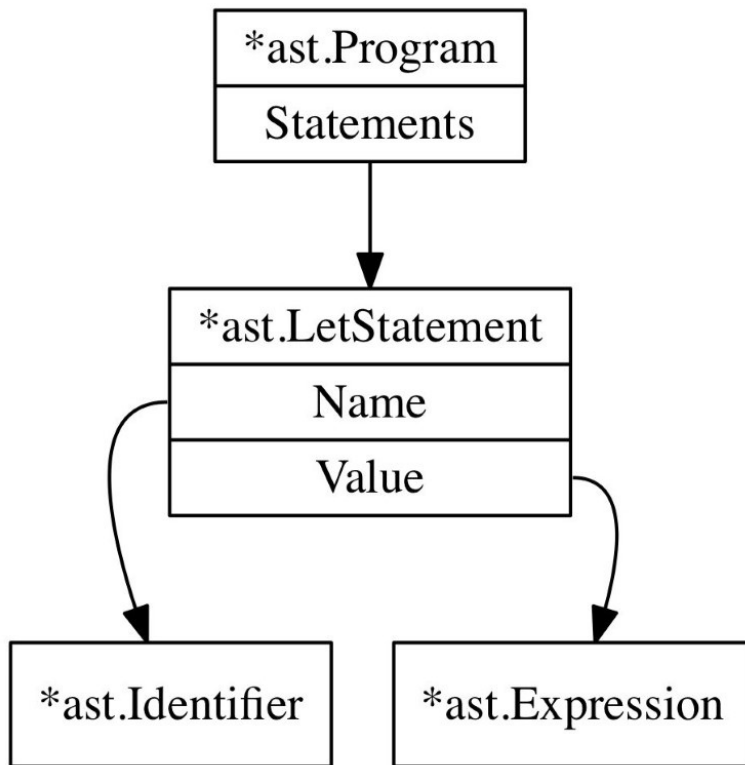 *ast.Program
Statements
*ast.LetStatement
Name
Value
*ast.Identifier
*ast.Expression